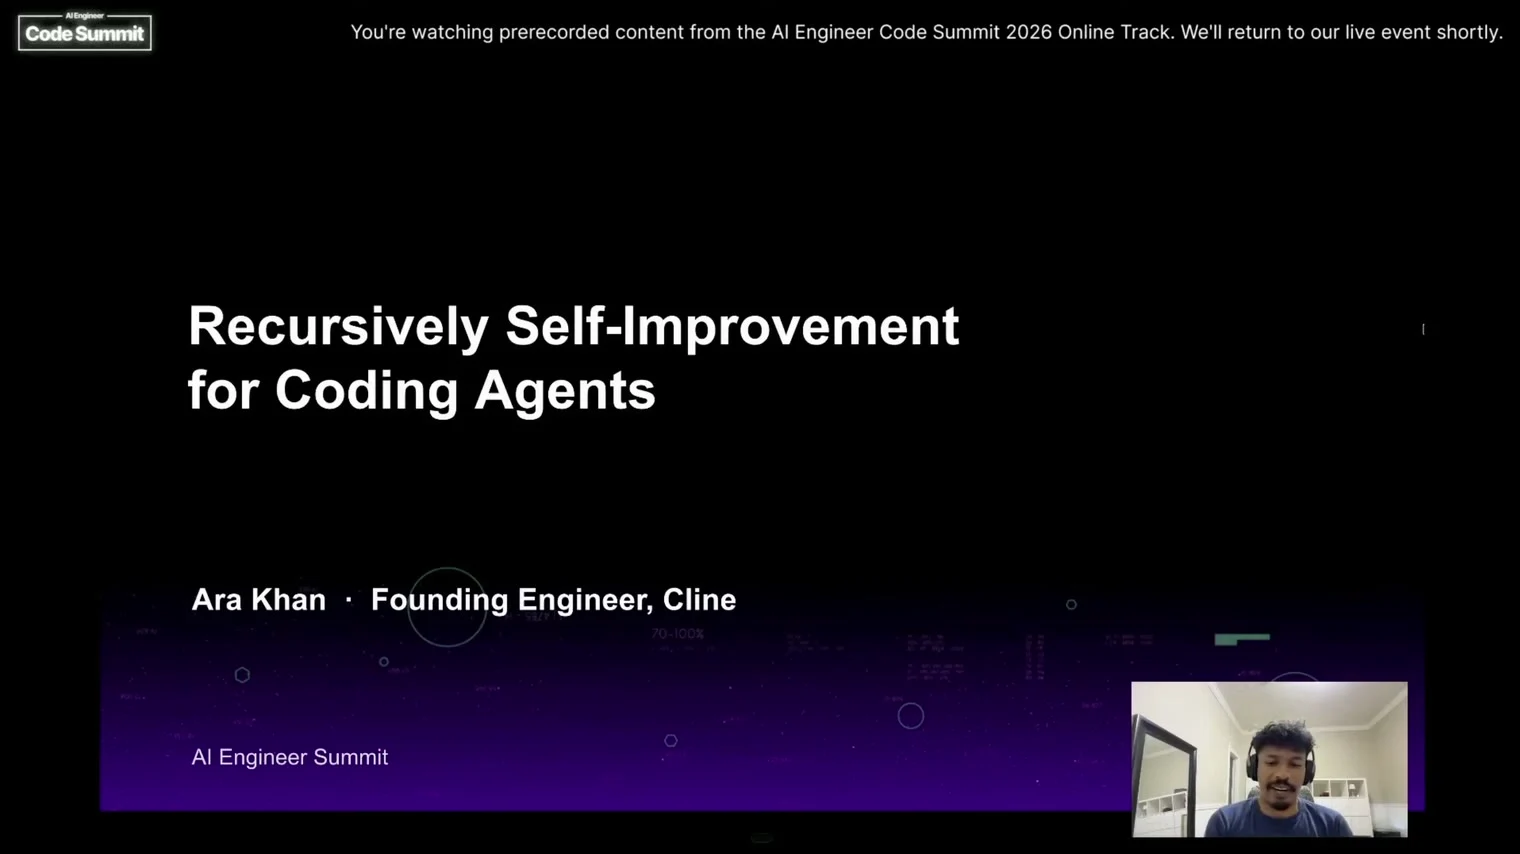 AI Engineer
Code Summit
You're watching prerecorded content from the AI Engineer Code Summit 2026 Online Track. We'll return to our live event shortly.
Recursively Self-Improvement
for Coding Agents
Ara Khan · Founding Engineer, Cline
70-100%
AI Engineer Summit